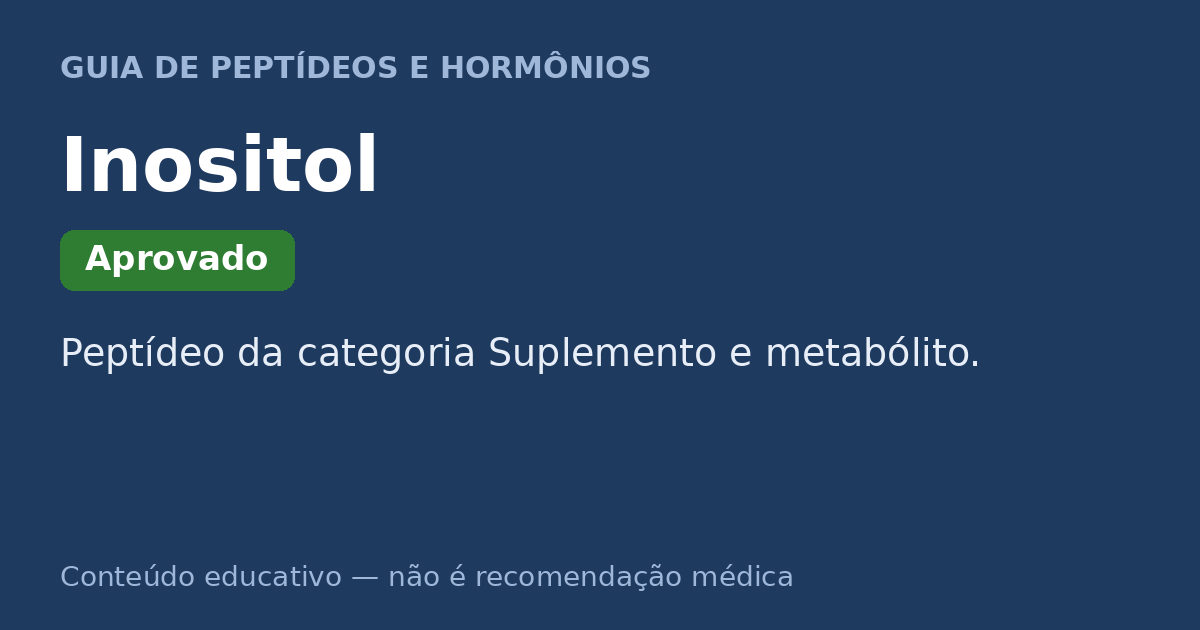 GUIA DE PEPTÍDEOS E HORMÔNIOS
Inositol
Aprovado
Peptídeo da categoria Suplemento e metabólito.
Conteúdo educativo — não é recomendação médica